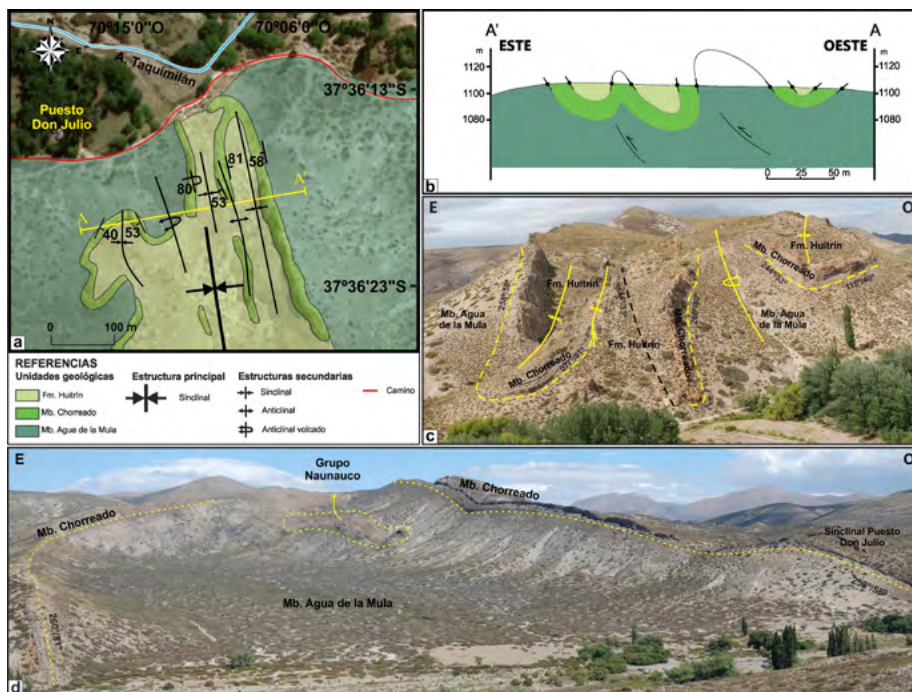 70°15'0"O
70°06'0"O
A. Taquimilán
37°36'13"S
Puesto
Don Julio
81
58
80
53
A'
A
40
53
37°36'23"S
0
100 m
a
REFERENCIAS
Unidades geológicas
Fm. Huitrín
Mb. Chorreado
Mb. Agua de la Mula
Estructura principal
Sinclinal
Estructuras secundarias
Sinclinal
Anticlinal
Anticlinal volcado
Camino
A'
A
m
ESTE
OESTE
m
1120
1120
1100
1100
1080
1080
0
25
50 m
b
E
O
Fm. Huitrín
Mb. Chorreado
Fm. Huitrín
Mb. Agua
de la Mula
Mb. Agua
de la Mula
Mb. Chorreado
Fm. Huitrín
Mb. Chorreado
c
E
O
Grupo
Naunauco
Mb. Chorreado
Mb. Chorreado
Sinclinal Puesto
Don Julio
Mb. Agua de la Mula
260°/81°
d